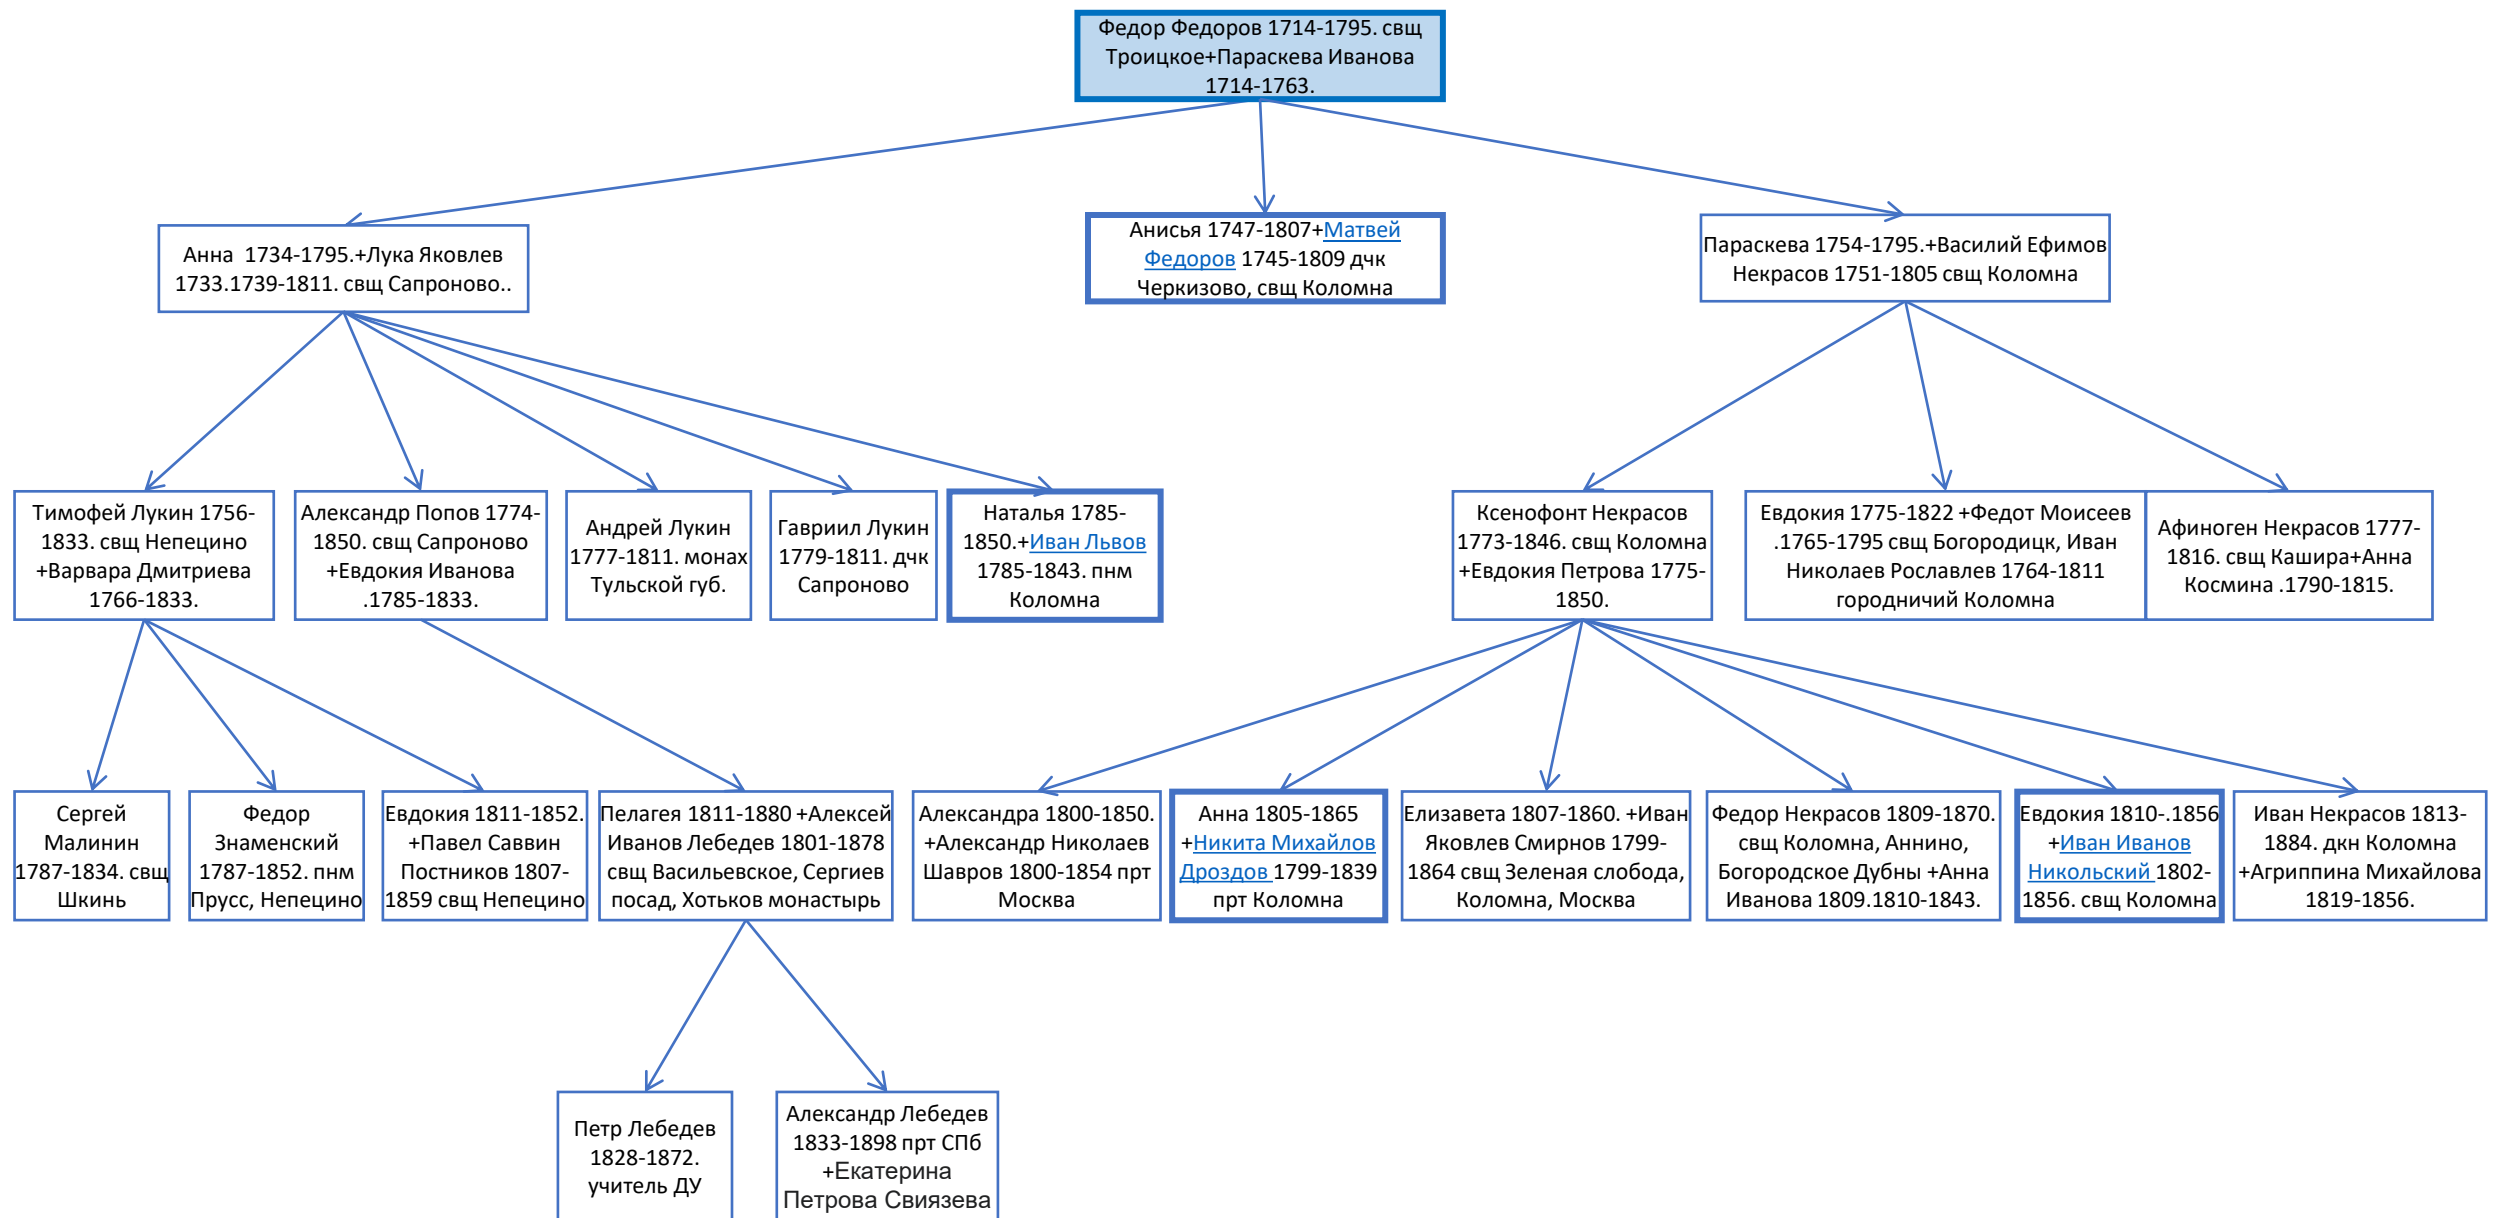 Федор Федоров 1714-1795. свщ
Троицкое+Параскева Иванова
1714-1763.
Анна  1734-1795.+Лука Яковлев
1733.1739-1811. свщ Сапроново..
Анисья 1747-1807+Матвей
Федоров 1745-1809 дчк
Черкизово, свщ Коломна
Параскева 1754-1795.+Василий Ефимов
Некрасов 1751-1805 свщ Коломна
Тимофей Лукин 1756-
1833. свщ Непецино
+Варвара Дмитриева
1766-1833.
Александр Попов 1774-
1850. свщ Сапроново
+Евдокия Иванова
.1785-1833.
Андрей Лукин
1777-1811. монах
Тульской губ.
Гавриил Лукин
1779-1811. дчк
Сапроново
Наталья 1785-
1850.+Иван Львов
1785-1843. пнм
Коломна
Ксенофонт Некрасов
1773-1846. свщ Коломна
+Евдокия Петрова 1775-
1850.
Евдокия 1775-1822 +Федот Моисеев
.1765-1795 свщ Богородицк, Иван
Николаев Рославлев 1764-1811
городничий Коломна
Афиноген Некрасов 1777-
1816. свщ Кашира+Анна
Космина .1790-1815.
Сергей
Малинин
1787-1834. свщ
Шкинь
Федор
Знаменский
1787-1852. пнм
Прусс, Непецино
Евдокия 1811-1852.
+Павел Саввин
Постников 1807-
1859 свщ Непецино
Пелагея 1811-1880 +Алексей
Иванов Лебедев 1801-1878
свщ Васильевское, Сергиев
посад, Хотьков монастырь
Александра 1800-1850.
+Александр Николаев
Шавров 1800-1854 прт
Москва
Анна 1805-1865
+Никита Михайлов
Дроздов 1799-1839
прт Коломна
Елизавета 1807-1860. +Иван
Яковлев Смирнов 1799-
1864 свщ Зеленая слобода,
Коломна, Москва
Федор Некрасов 1809-1870.
свщ Коломна, Аннино,
Богородское Дубны +Анна
Иванова 1809.1810-1843.
Евдокия 1810-.1856
+Иван Иванов
Никольский 1802-
1856. свщ Коломна
Иван Некрасов 1813-
1884. дкн Коломна
+Агриппина Михайлова
1819-1856.
Петр Лебедев
1828-1872.
учитель ДУ
Александр Лебедев
1833-1898 прт СПб
+Екатерина
Петрова Свиязева